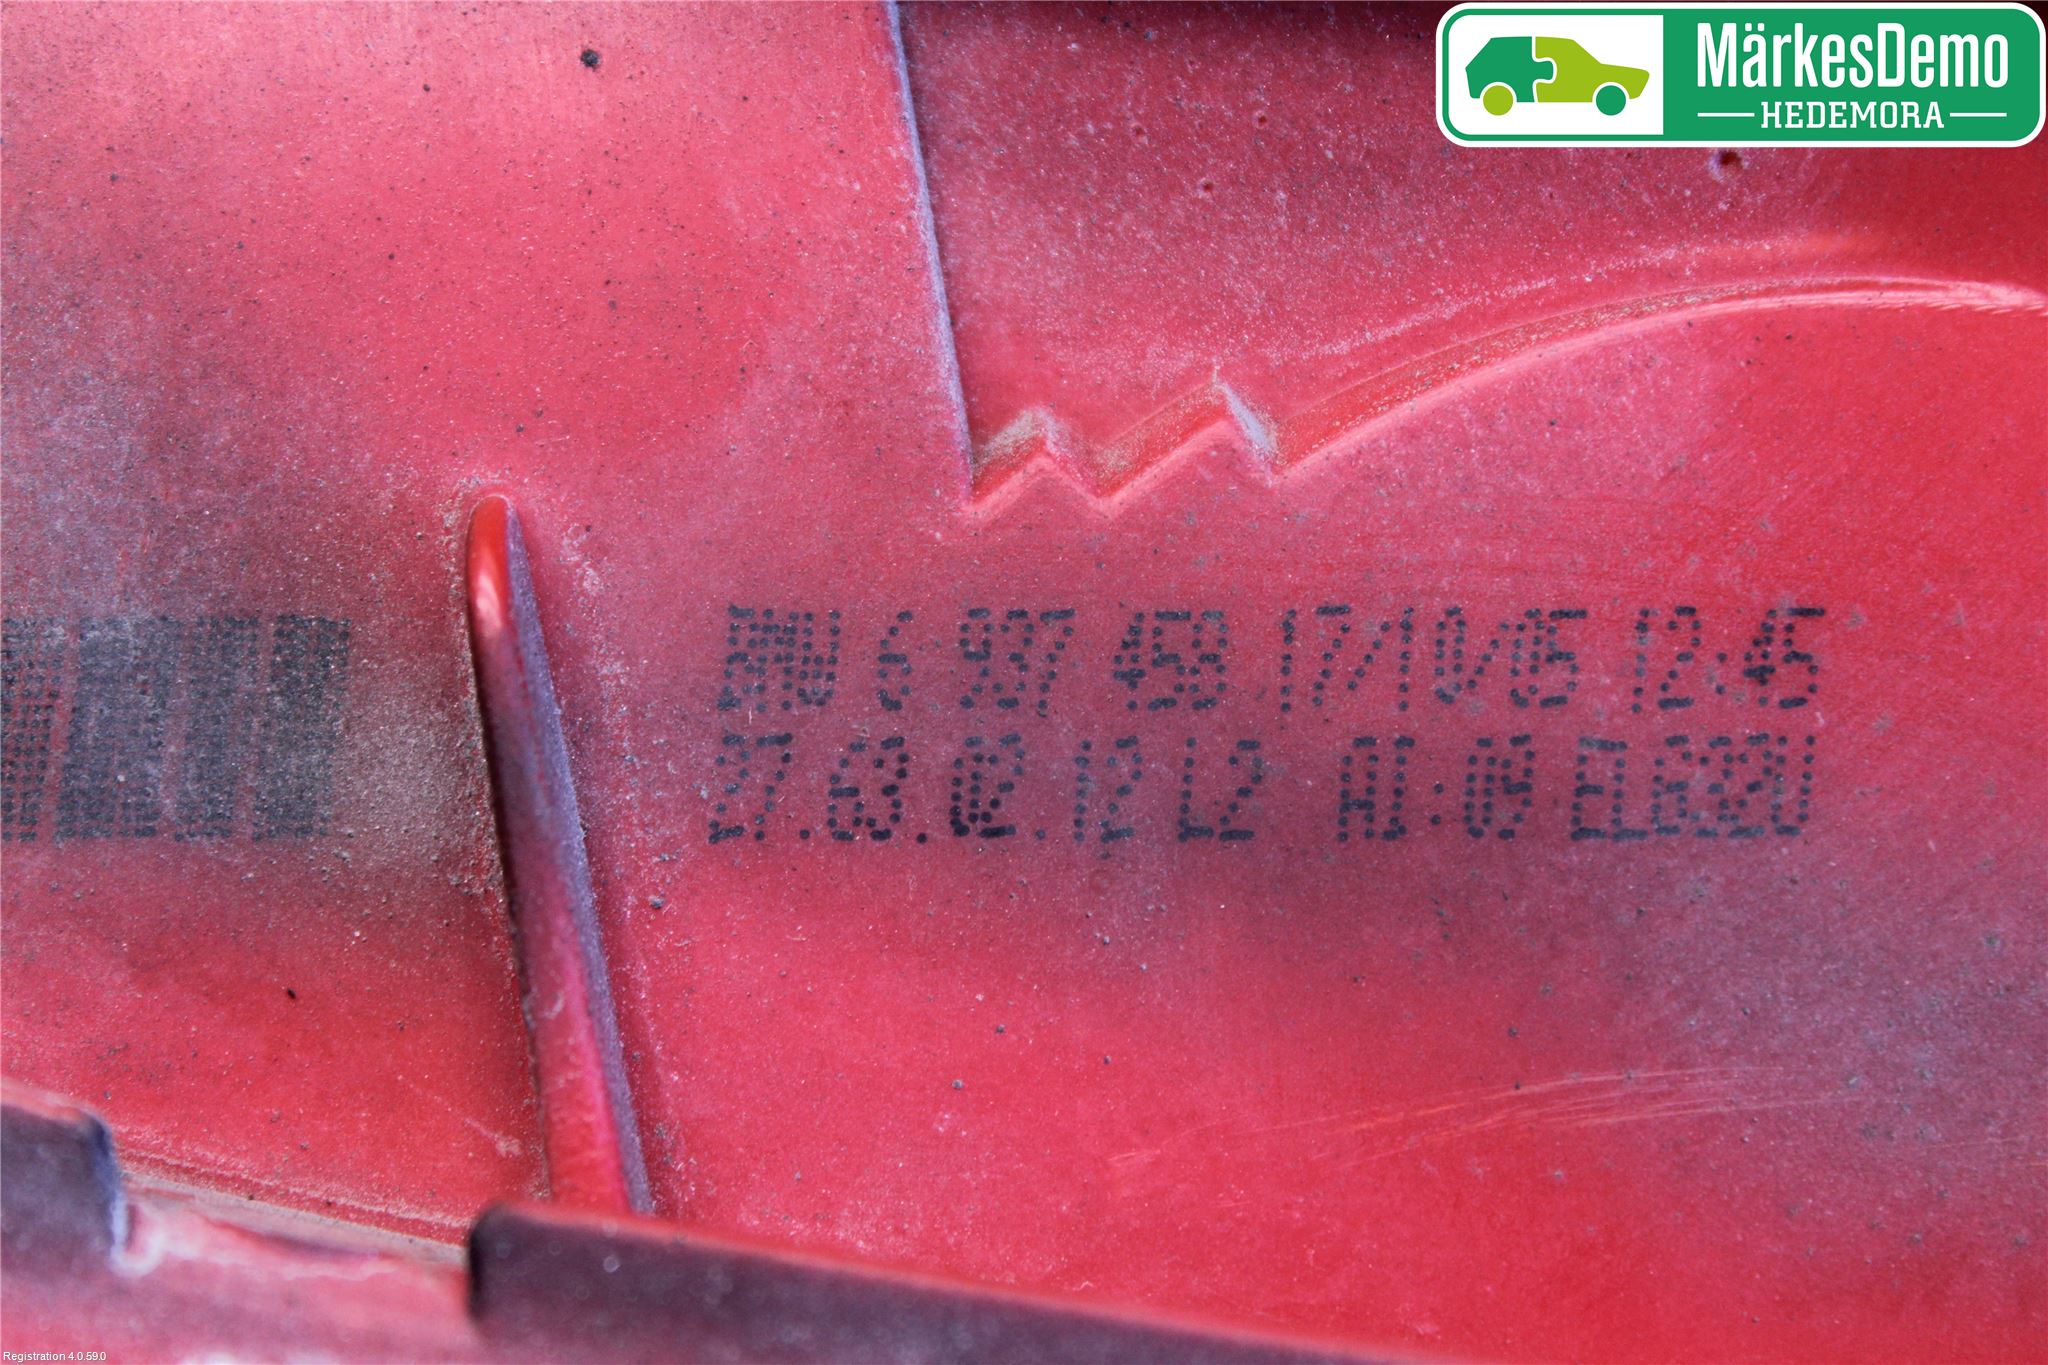 MärkesDemo
HEDEMORA
BMW 6 937 459 17/10/05 12:45
27.63.02.12 L2 A1:09
Registration 4.0.59.0